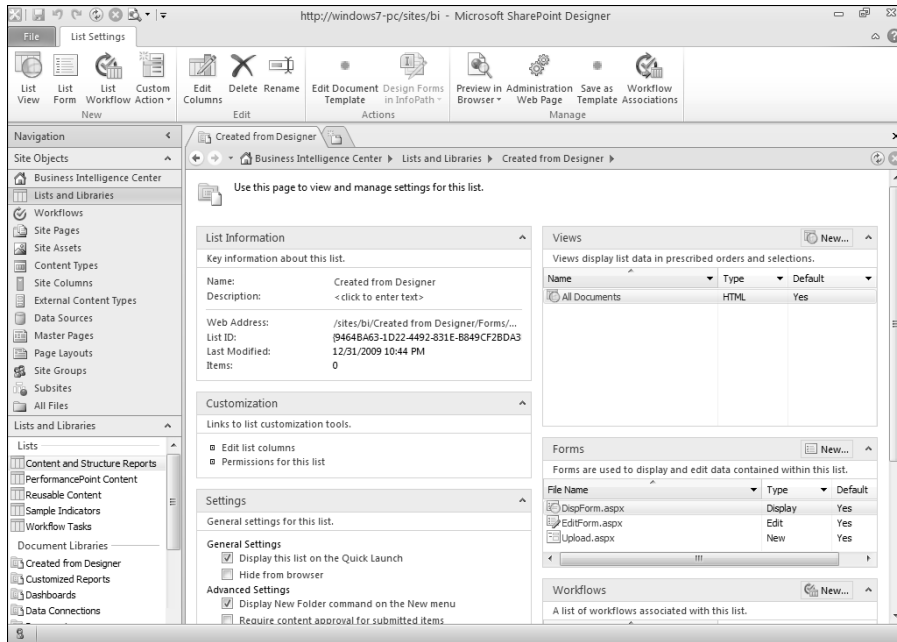 http://windows7-pc/sites/bi - Microsoft SharePoint Designer
File
List Settings
List View
List Form
List Workflow
Custom Action
New
Edit Columns
Delete
Rename
Edit
Edit Document Template
Design Forms in InfoPath
Actions
Preview in Browser
Administration Web Page
Save as Template
Workflow Associations
Manage
Navigation
Site Objects
Business Intelligence Center
Lists and Libraries
Workflows
Site Pages
Site Assets
Content Types
Site Columns
External Content Types
Data Sources
Master Pages
Page Layouts
Site Groups
Subsites
All Files
Lists and Libraries
Lists
Content and Structure Reports
PerformancePoint Content
Reusable Content
Sample Indicators
Workflow Tasks
Document Libraries
Created from Designer
Customized Reports
Dashboards
Data Connections
Created from Designer
Business Intelligence Center
Lists and Libraries
Created from Designer
Use this page to view and manage settings for this list.
List Information
Key information about this list.
Name: Created from Designer
Description: <click to enter text>
Web Address: /sites/bi/Created from Designer/Forms/...
List ID: {9464BA63-1D22-4492-831E-B849CF2BDA3
Last Modified: 12/31/2009 10:44 PM
Items: 0
Customization
Links to list customization tools.
Edit list columns
Permissions for this list
Settings
General settings for this list.
General Settings
Display this list on the Quick Launch
Hide from browser
Advanced Settings
Display New Folder command on the New menu
Require content approval for submitted items
Views
New...
Views display list data in prescribed orders and selections.
Name Type Default
All Documents HTML Yes
Forms
New...
Forms are used to display and edit data contained within this list.
File Name Type Default
DispForm.aspx Display Yes
EditForm.aspx Edit Yes
Upload.aspx New Yes
Workflows
New...
A list of workflows associated with this list.